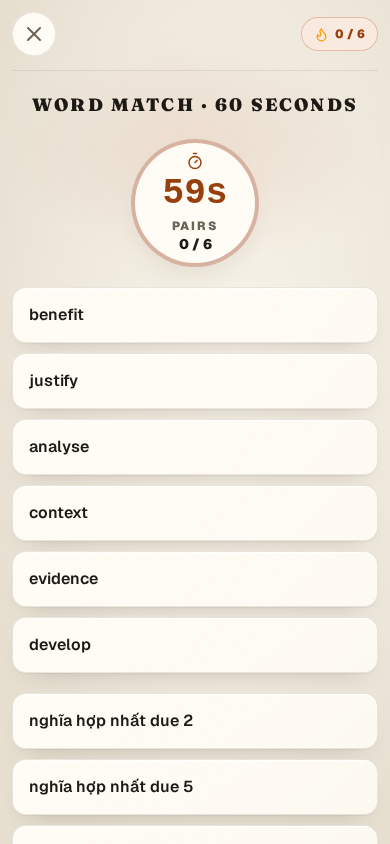 0 / 6
WORD MATCH · 60 SECONDS
59s
PAIRS
0 / 6
benefit
justify
analyse
context
evidence
develop
nghĩa hợp nhất due 2
nghĩa hợp nhất due 5